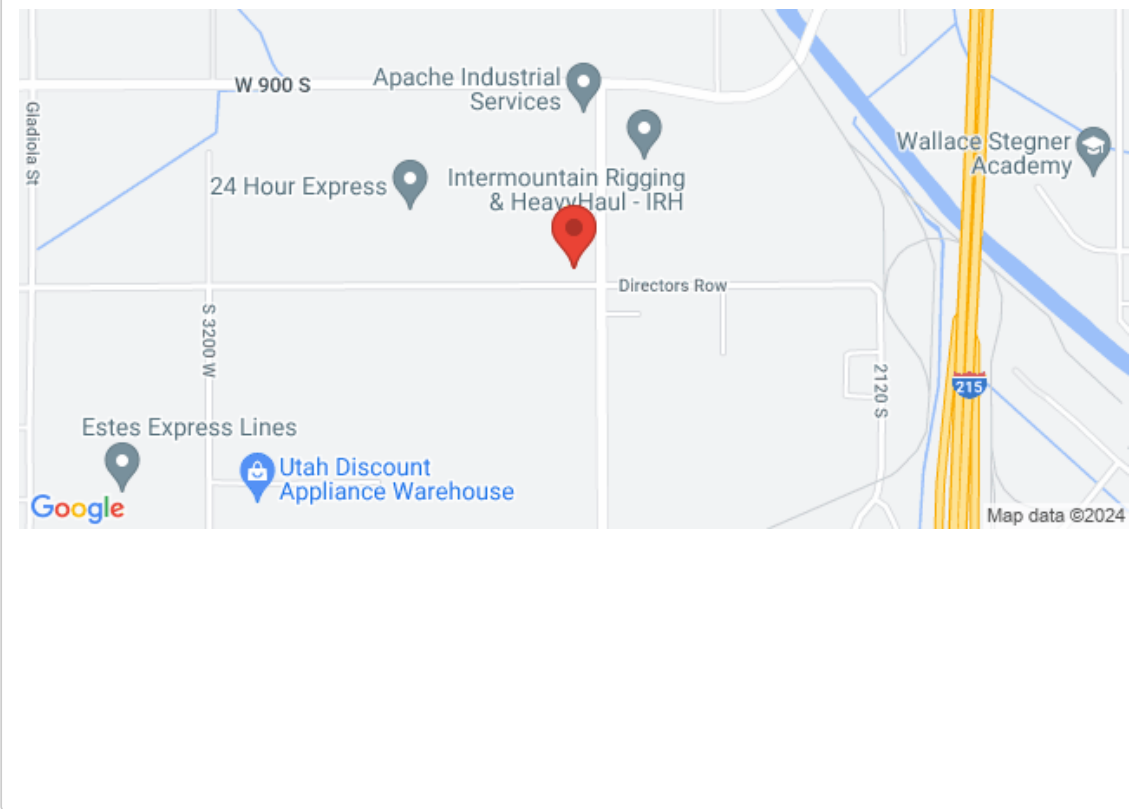 W 900 S
Apache Industrial
Services
Gladiola St
Wallace Stegner
Academy
24 Hour Express
Intermountain Rigging
& HeavyHaul - IRH
Directors Row
S 3200 W
2120 S
215
Estes Express Lines
Utah Discount
Appliance Warehouse
Google
Map data ©2024